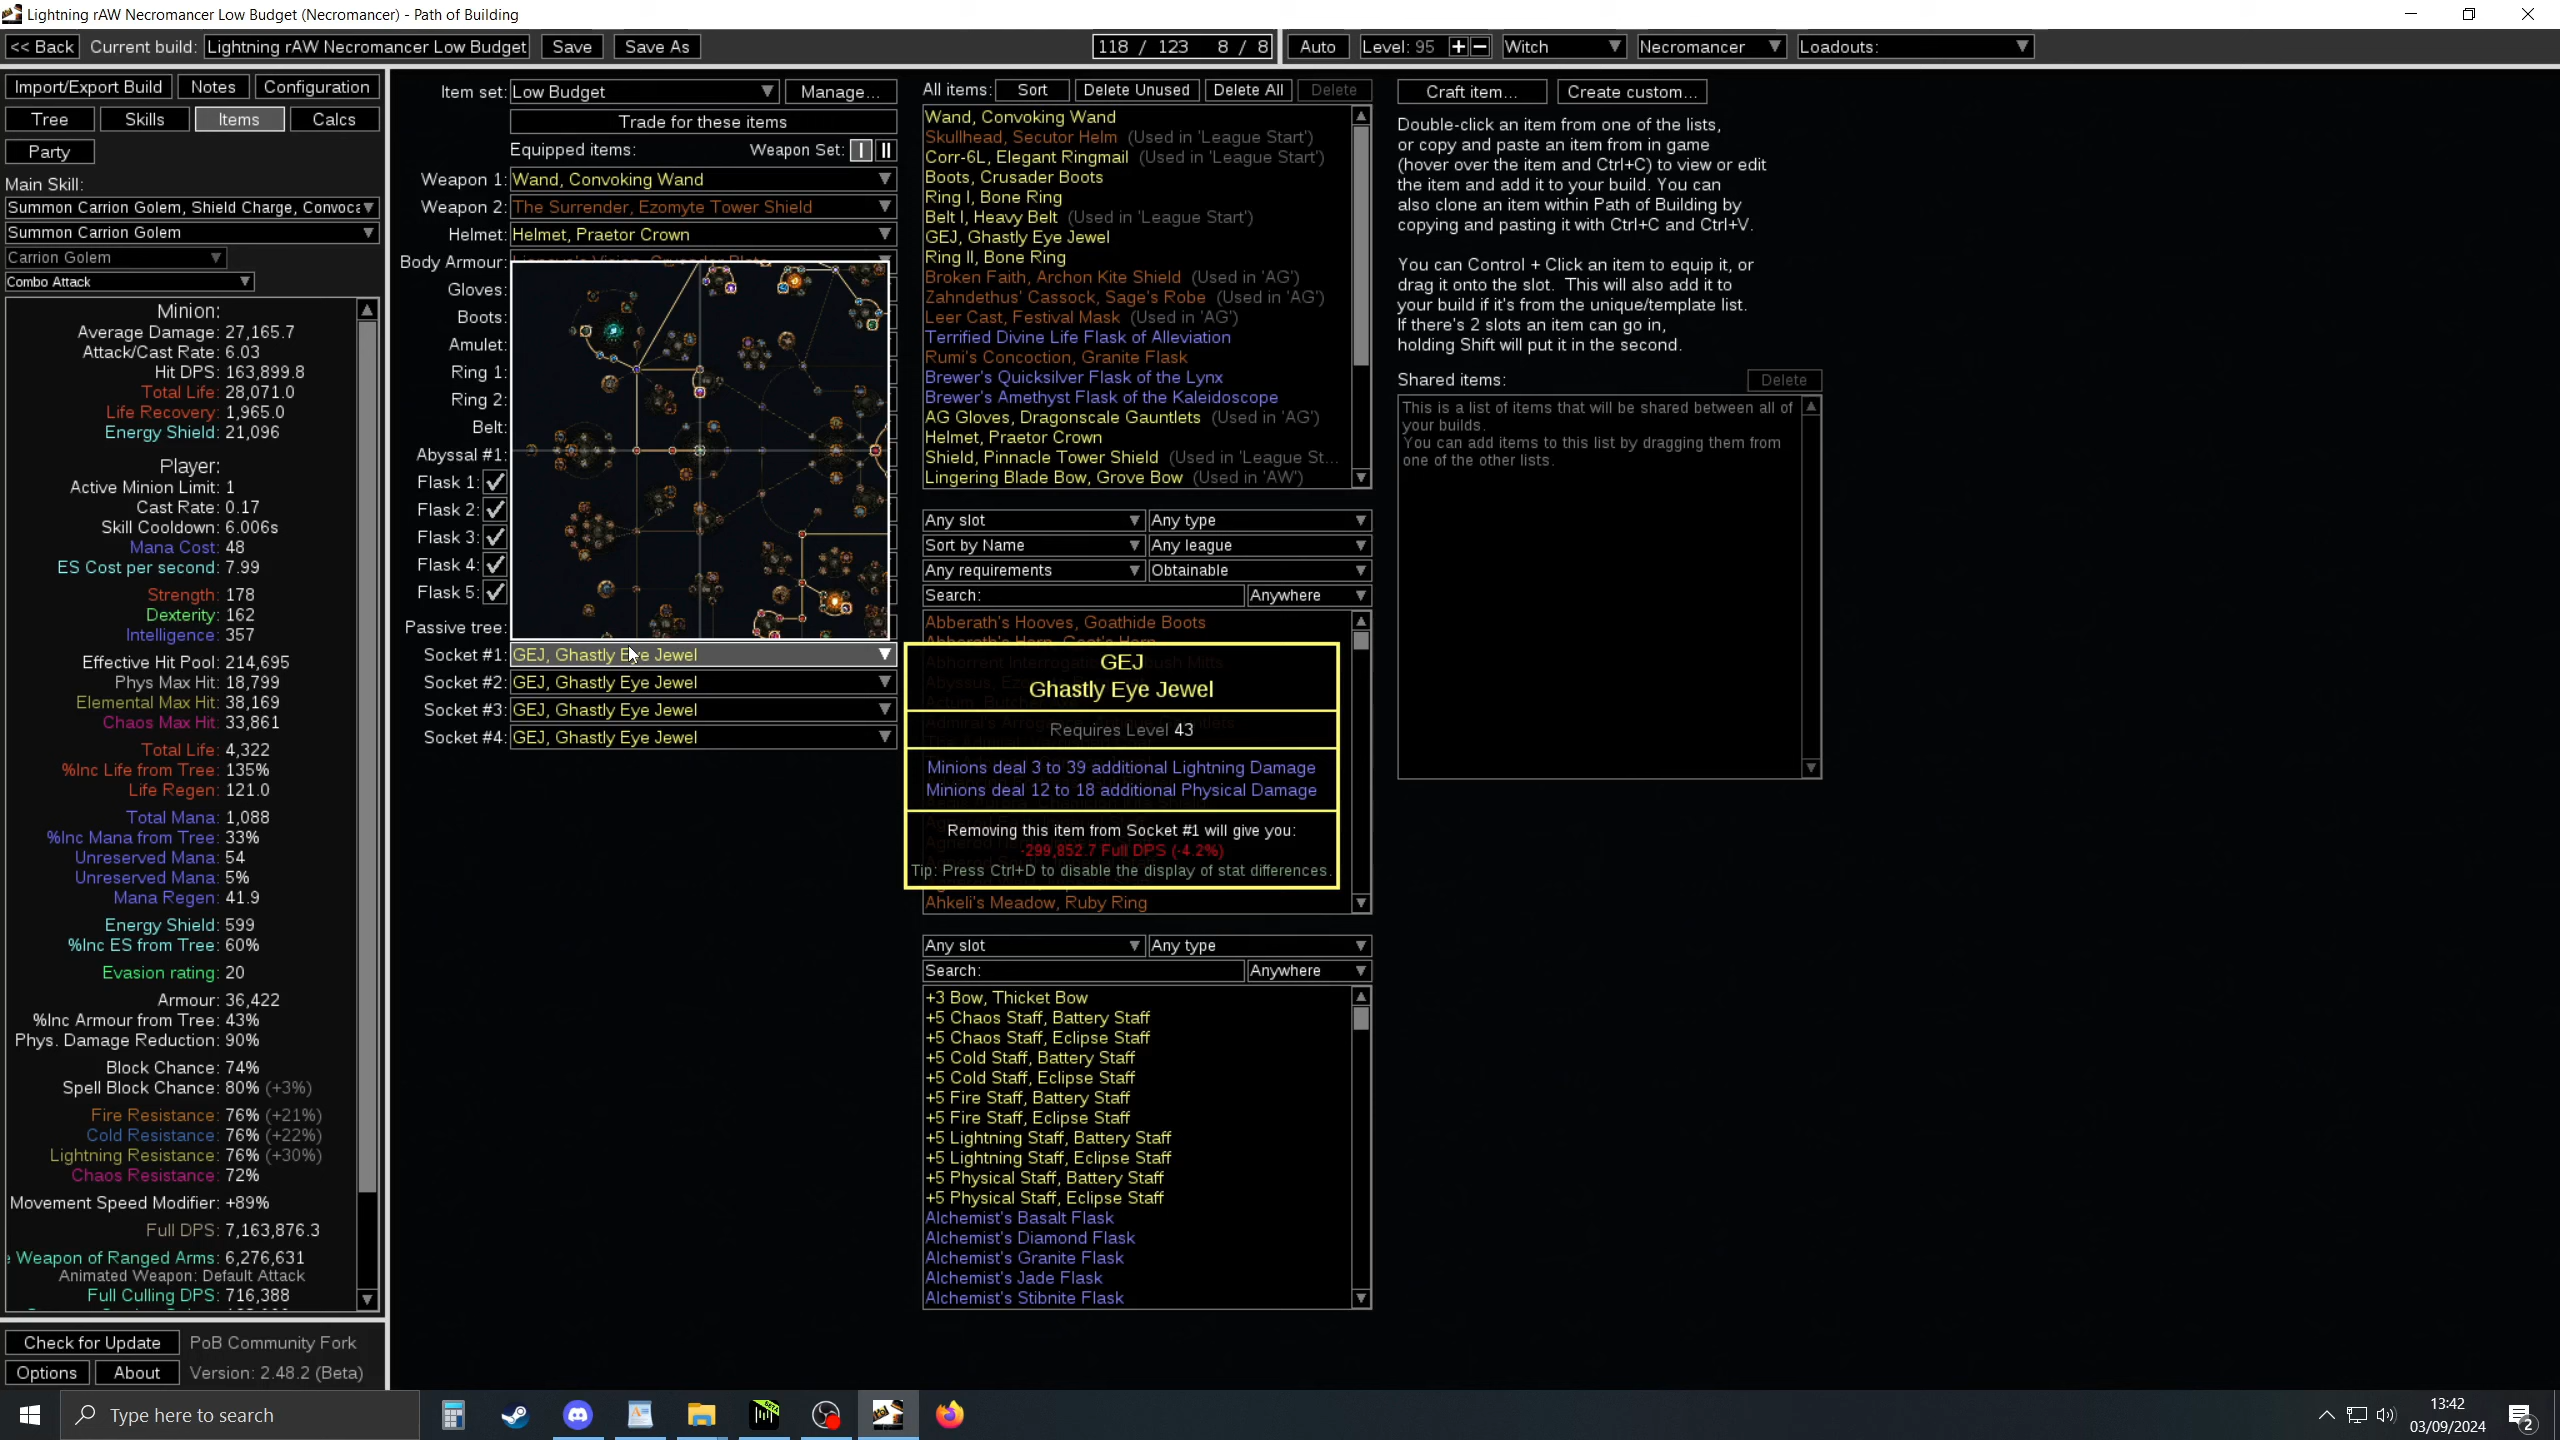 Lightning rAW Necromancer Low Budget (Necromancer) - Path of Building
<< Back Current build: Lightning rAW Necromancer Low Budget Save Save As 118 / 123 8 / 8 Auto Level: 95 Witch Necromancer Loadouts:
Import/Export Build Notes Configuration
Tree Skills Items Calcs
Party
Main Skill:
Summon Carrion Golem, Shield Charge, Convoca
Summon Carrion Golem
Carrion Golem
Combo Attack
Minion:
Average Damage: 27,165.7
Attack/Cast Rate: 6.03
Hit DPS: 163,899.8
Total Life: 28,071.0
Life Recovery: 1,965.0
Energy Shield: 21,096
Player:
Active Minion Limit: 1
Cast Rate: 0.17
Skill Cooldown: 6.006s
Mana Cost: 48
ES Cost per second: 7.99
Strength: 178
Dexterity: 162
Intelligence: 357
Effective Hit Pool: 214,695
Phys Max Hit: 18,799
Elemental Max Hit: 38,169
Chaos Max Hit: 33,861
Total Life: 4,322
%Inc Life from Tree: 135%
Life Regen: 121.0
Total Mana: 1,088
%Inc Mana from Tree: 33%
Unreserved Mana: 54
Unreserved Mana: 5%
Mana Regen: 41.9
Energy Shield: 599
%Inc ES from Tree: 60%
Evasion rating: 20
Armour: 36,422
%Inc Armour from Tree: 43%
Phys. Damage Reduction: 90%
Block Chance: 74%
Spell Block Chance: 80% (+3%)
Fire Resistance: 76% (+21%)
Cold Resistance: 76% (+22%)
Lightning Resistance: 76% (+30%)
Chaos Resistance: 72%
Movement Speed Modifier: +89%
Full DPS: 7,163,876.3
Weapon of Ranged Arms: 6,276,631
Animated Weapon: Default Attack
Full Culling DPS: 716,388
Check for Update PoB Community Fork
Options About Version: 2.48.2 (Beta)
Item set: Low Budget Manage...
Trade for these items
Equipped items: Weapon Set: I II
Weapon 1: Wand, Convoking Wand
Weapon 2: The Surrender, Ezomyte Tower Shield
Helmet: Helmet, Praetor Crown
Body Armour:
Gloves:
Boots:
Amulet:
Ring 1:
Ring 2:
Belt:
Abyssal #1:
Flask 1:
Flask 2:
Flask 3:
Flask 4:
Flask 5:
Passive tree:
Socket #1: GEJ, Ghastly Eye Jewel
Socket #2: GEJ, Ghastly Eye Jewel
Socket #3: GEJ, Ghastly Eye Jewel
Socket #4: GEJ, Ghastly Eye Jewel
All items: Sort Delete Unused Delete All Delete
Wand, Convoking Wand
Skullhead, Secutor Helm (Used in 'League Start')
Corr-6L, Elegant Ringmail (Used in 'League Start')
Boots, Crusader Boots
Ring I, Bone Ring
Belt I, Heavy Belt (Used in 'League Start')
GEJ, Ghastly Eye Jewel
Ring II, Bone Ring
Broken Faith, Archon Kite Shield (Used in 'AG')
Zahndethus' Cassock, Sage's Robe (Used in 'AG')
Leer Cast, Festival Mask (Used in 'AG')
Terrified Divine Life Flask of Alleviation
Rumi's Concoction, Granite Flask
Brewer's Quicksilver Flask of the Lynx
Brewer's Amethyst Flask of the Kaleidoscope
AG Gloves, Dragonscale Gauntlets (Used in 'AG')
Helmet, Praetor Crown
Shield, Pinnacle Tower Shield (Used in 'League St...
Lingering Blade Bow, Grove Bow (Used in 'AW')
Any slot Any type
Sort by Name Any league
Any requirements Obtainable
Search: Anywhere
Abberath's Hooves, Goathide Boots
GEJ
Ghastly Eye Jewel
Requires Level 43
Minions deal 3 to 39 additional Lightning Damage
Minions deal 12 to 18 additional Physical Damage
Removing this item from Socket #1 will give you:
-299,852.7 Full DPS (-4.2%)
Tip: Press Ctrl+D to disable the display of stat differences.
Ahkeli's Meadow, Ruby Ring
Any slot Any type
Search: Anywhere
+3 Bow, Thicket Bow
+5 Chaos Staff, Battery Staff
+5 Chaos Staff, Eclipse Staff
+5 Cold Staff, Battery Staff
+5 Cold Staff, Eclipse Staff
+5 Fire Staff, Battery Staff
+5 Fire Staff, Eclipse Staff
+5 Lightning Staff, Battery Staff
+5 Lightning Staff, Eclipse Staff
+5 Physical Staff, Battery Staff
+5 Physical Staff, Eclipse Staff
Alchemist's Basalt Flask
Alchemist's Diamond Flask
Alchemist's Granite Flask
Alchemist's Jade Flask
Alchemist's Stibnite Flask
Craft item... Create custom...
Double-click an item from one of the lists,
or copy and paste an item from in game
(hover over the item and Ctrl+C) to view or edit
the item and add it to your build. You can
also clone an item within Path of Building by
copying and pasting it with Ctrl+C and Ctrl+V.
You can Control + Click an item to equip it, or
drag it onto the slot. This will also add it to
your build if it's from the unique/template list.
If there's 2 slots an item can go in,
holding Shift will put it in the second.
Shared items: Delete
This is a list of items that will be shared between all of
your builds.
You can add items to this list by dragging them from
one of the other lists.
Type here to search
13:42
03/09/2024
2